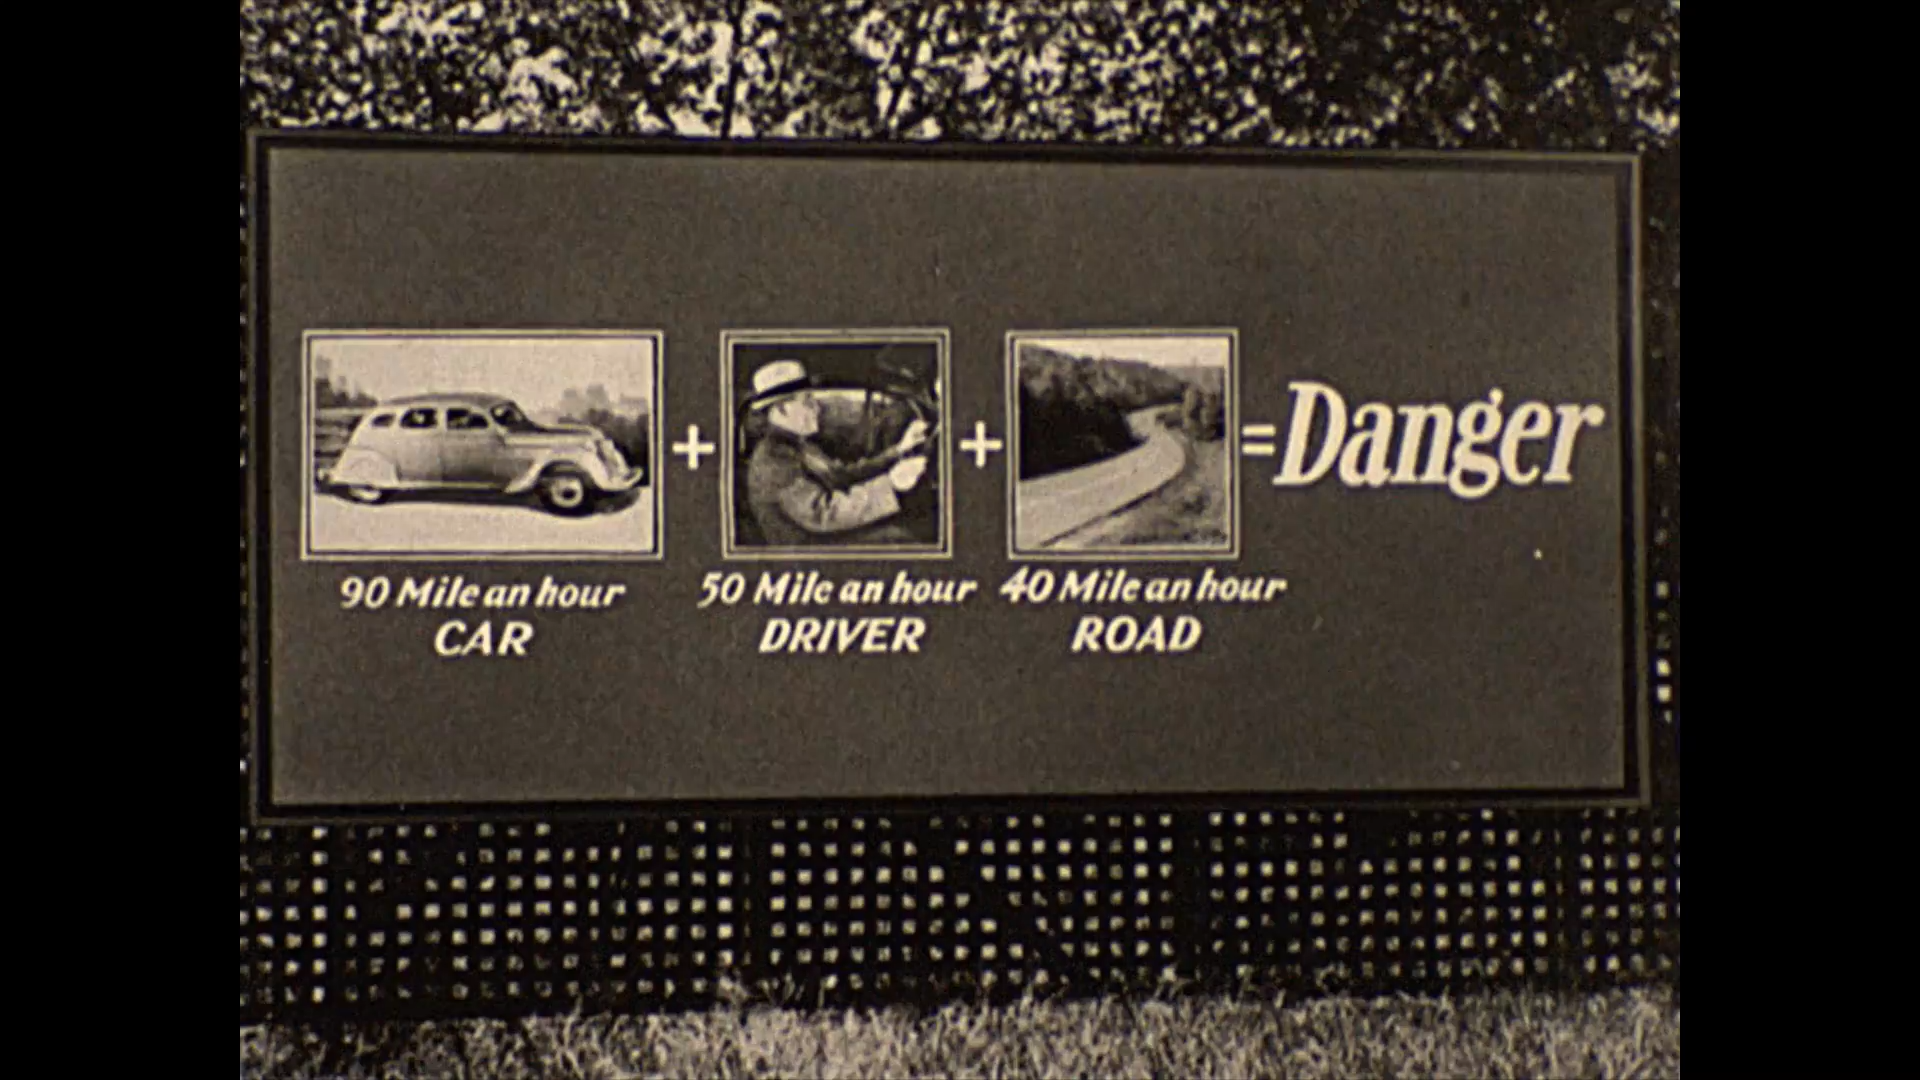 90 Mile an hour
CAR
+
50 Mile an hour
DRIVER
+
40 Mile an hour
ROAD
= Danger